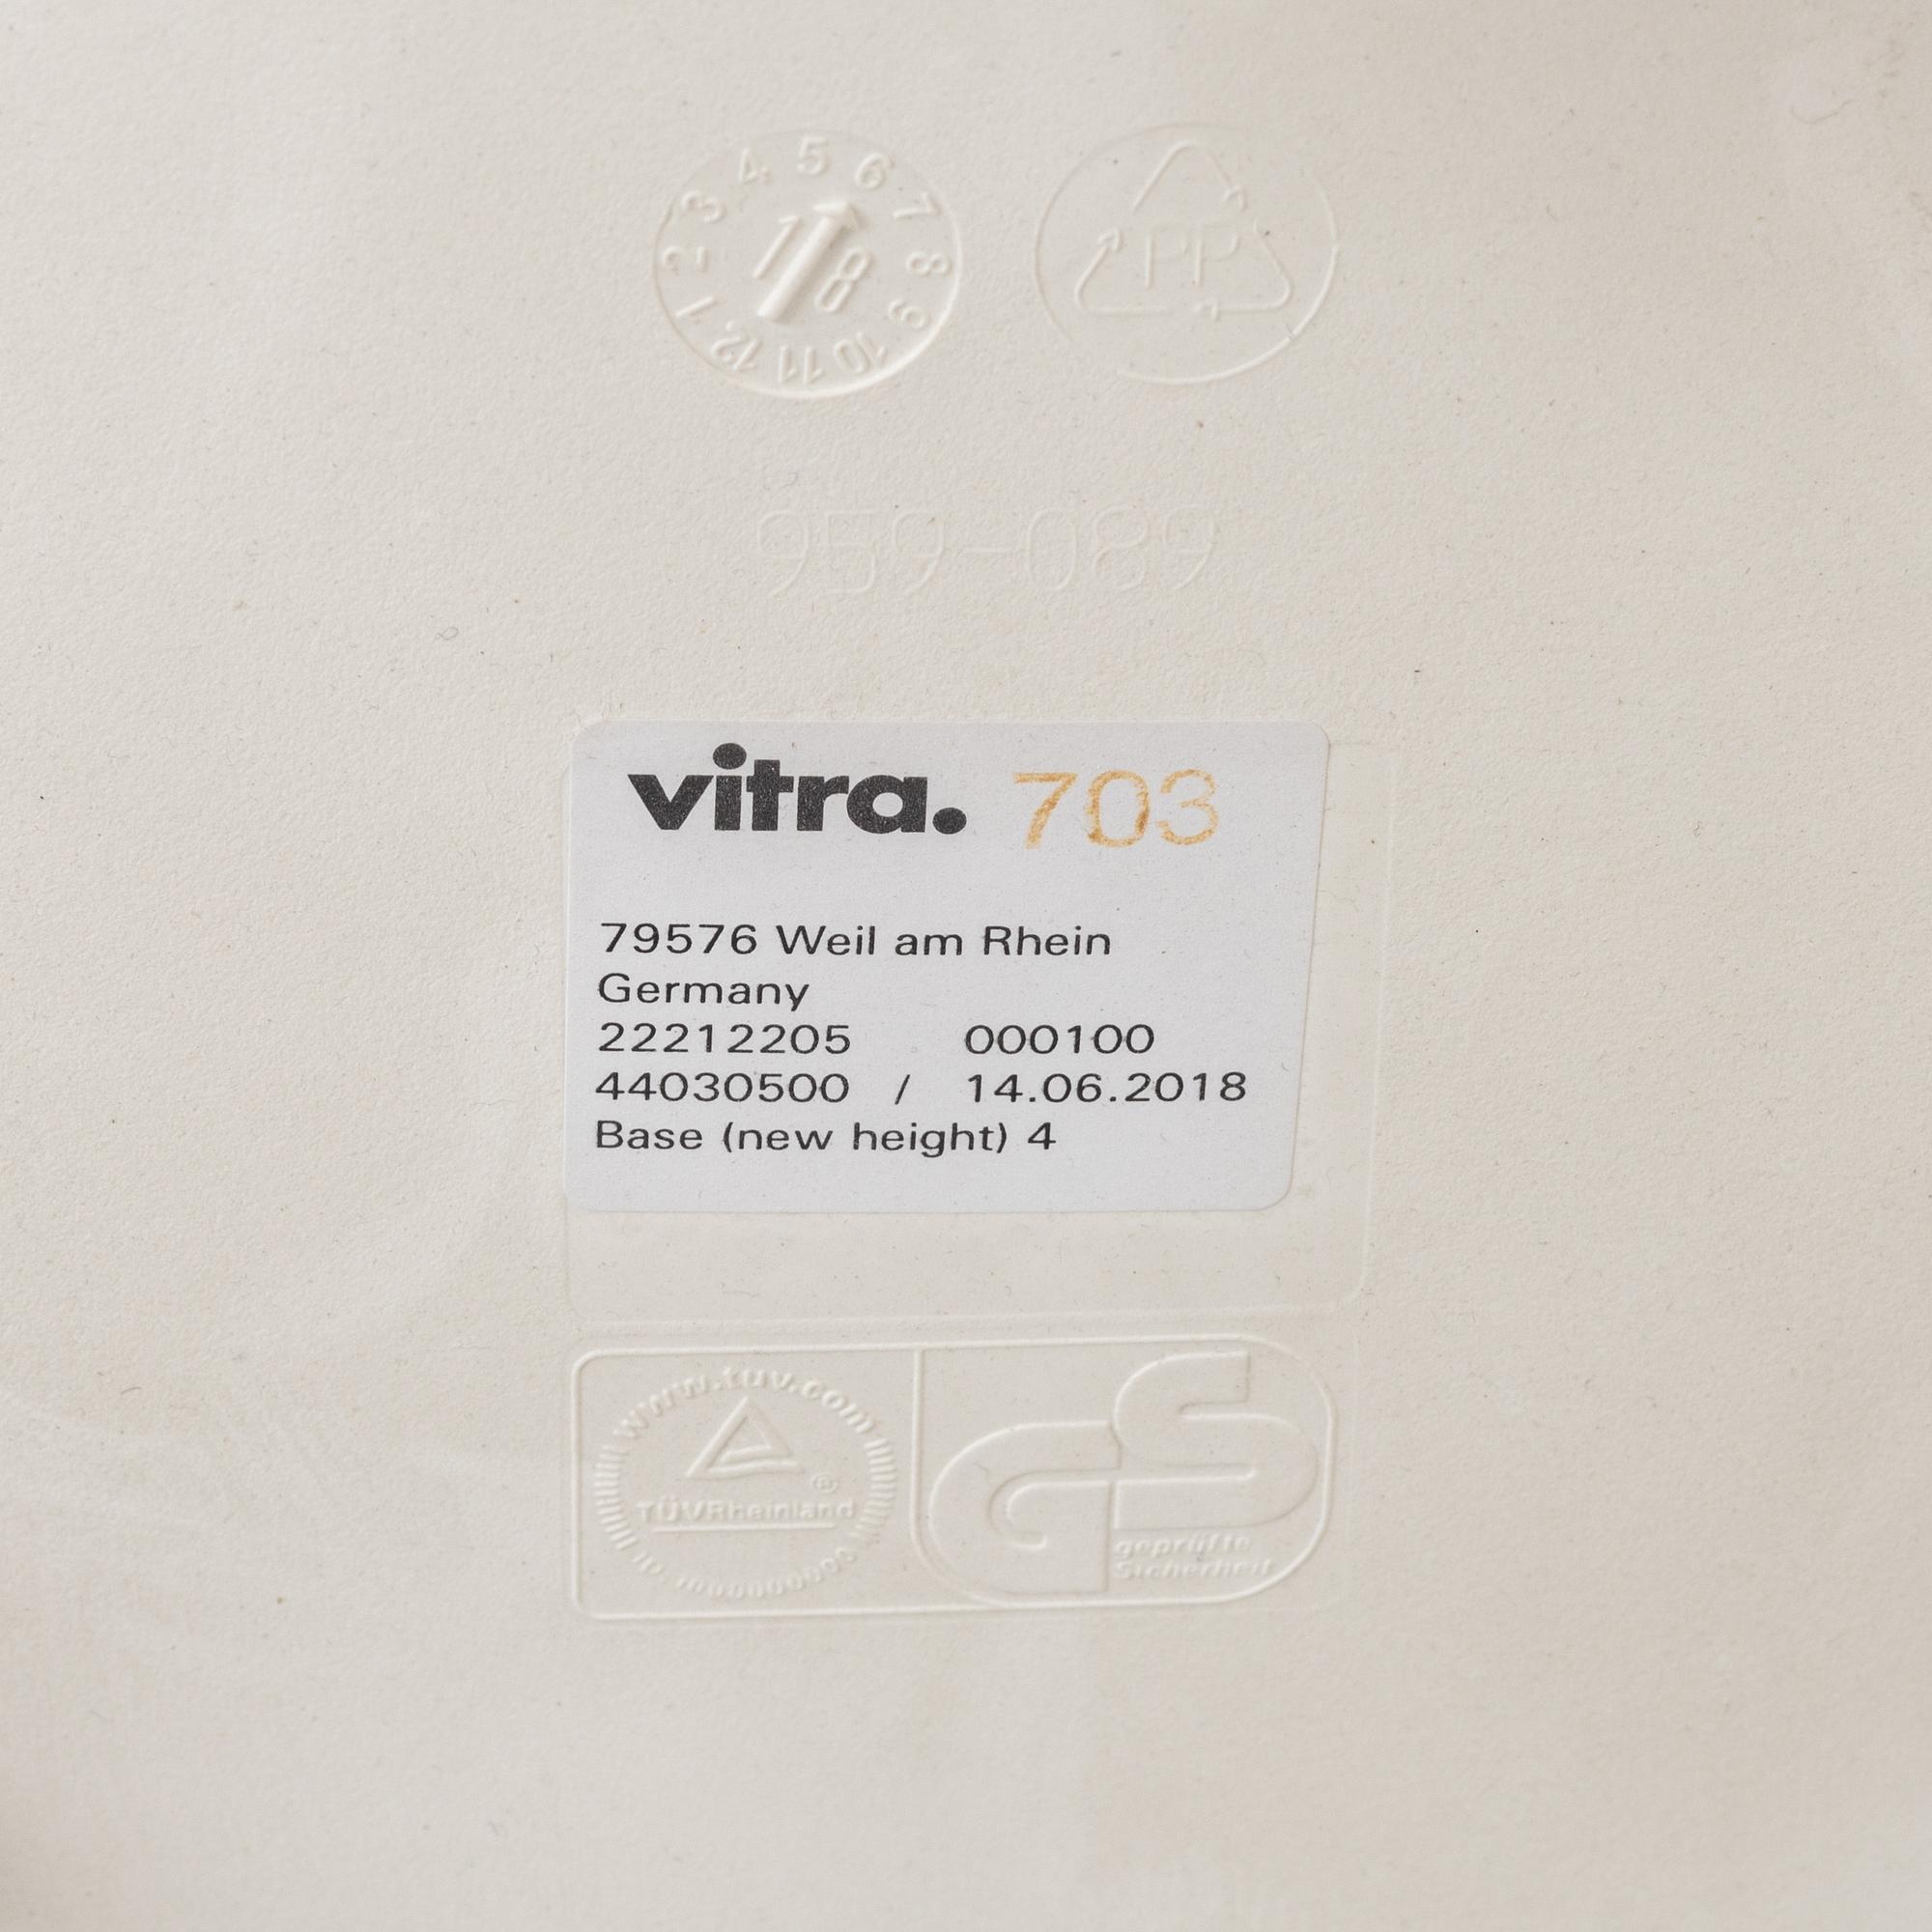 1 2 3 4 5 6 7 8 9 10 11 12
18
PP
959-089
vitra. 703
79576 Weil am Rhein
Germany
22212205 000100
44030500 / 14.06.2018
Base (new height) 4
www.tuv.com
TÜVRheinland®
GS
geprüfte
Sicherheit